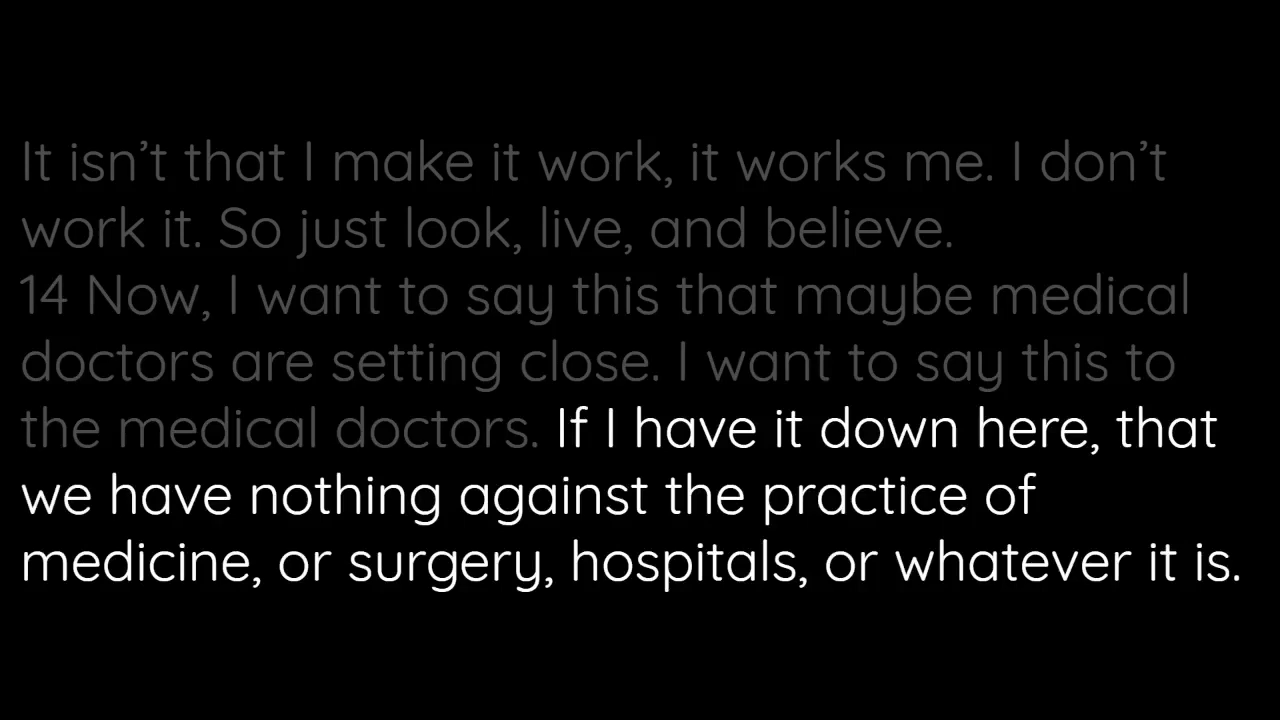 It isn’t that I make it work, it works me. I don’t
work it. So just look, live, and believe.
14 Now, I want to say this that maybe medical
doctors are setting close. I want to say this to
the medical doctors. If I have it down here, that
we have nothing against the practice of
medicine, or surgery, hospitals, or whatever it is.